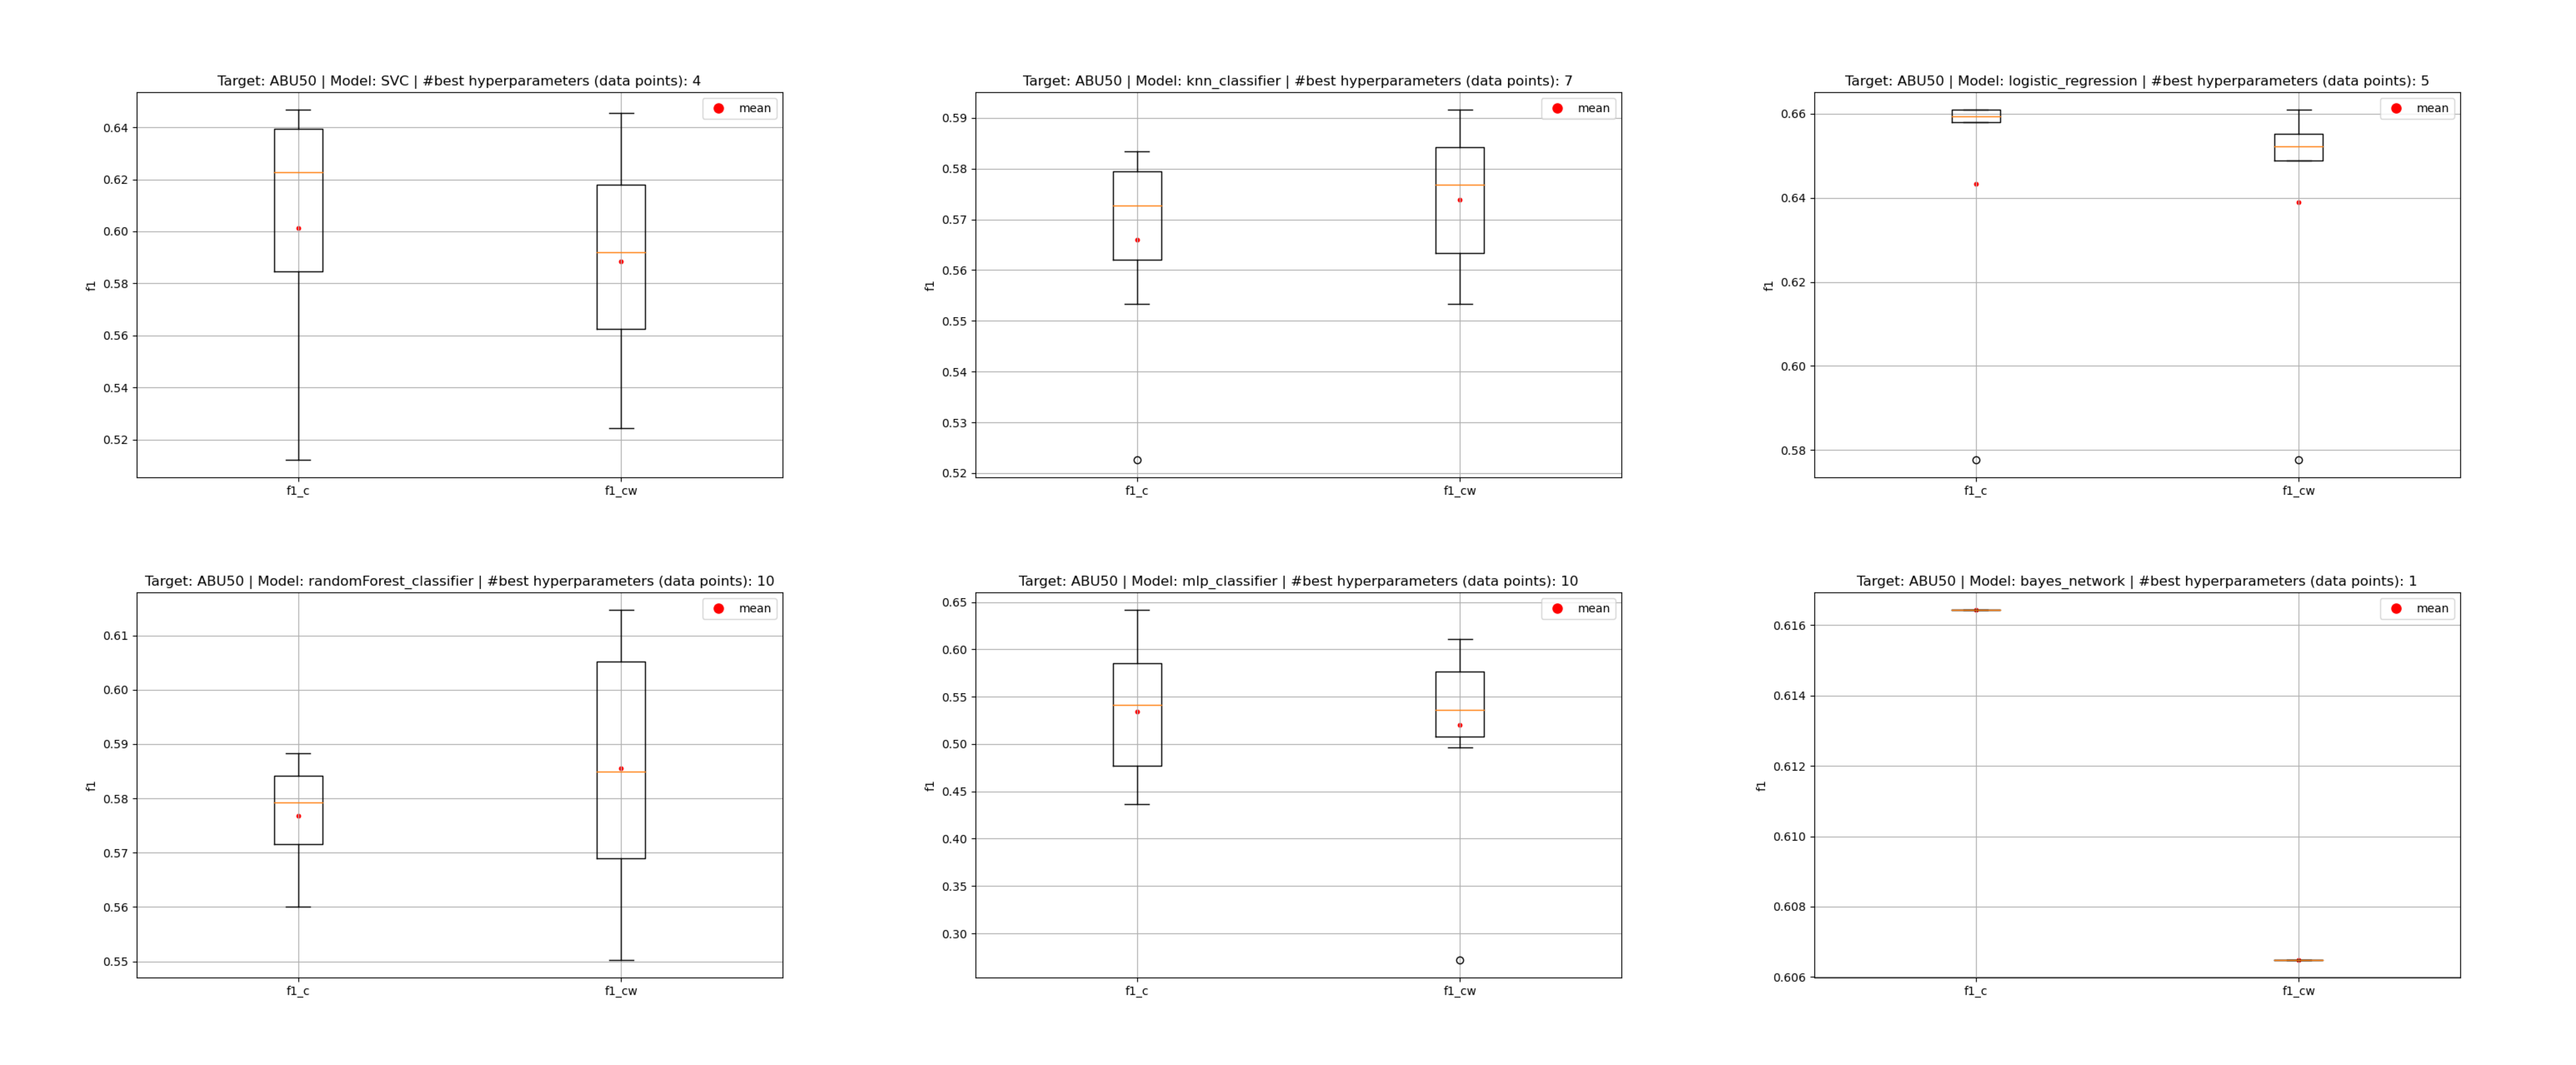 Target: ABU50 | Model: SVC | #best hyperparameters (data points): 4
mean
0.64
0.62
0.60
0.58
0.56
0.54
0.52
f1
f1_c
f1_cw
Target: ABU50 | Model: knn_classifier | #best hyperparameters (data points): 7
mean
0.59
0.58
0.57
0.56
0.55
0.54
0.53
0.52
f1
f1_c
f1_cw
Target: ABU50 | Model: logistic_regression | #best hyperparameters (data points): 5
mean
0.66
0.64
0.62
0.60
0.58
f1
f1_c
f1_cw
Target: ABU50 | Model: randomForest_classifier | #best hyperparameters (data points): 10
mean
0.61
0.60
0.59
0.58
0.57
0.56
0.55
f1
f1_c
f1_cw
Target: ABU50 | Model: mlp_classifier | #best hyperparameters (data points): 10
mean
0.65
0.60
0.55
0.50
0.45
0.40
0.35
0.30
f1
f1_c
f1_cw
Target: ABU50 | Model: bayes_network | #best hyperparameters (data points): 1
mean
0.616
0.614
0.612
0.610
0.608
0.606
f1
f1_c
f1_cw